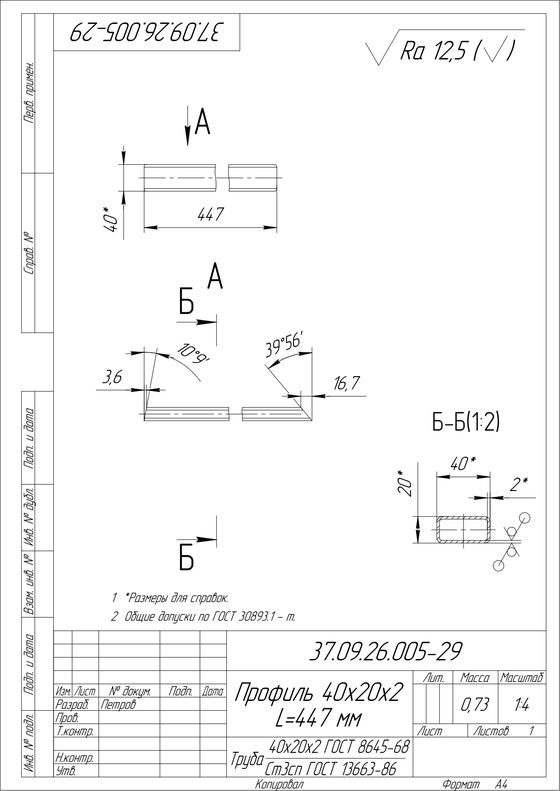 37.09.26.005-29
Ra 12,5 (√)
Перв. примен.
Справ. №
Подп. и дата
Инв. № дубл.
Взам. инв. №
Подп. и дата
Инв. № подл.
А
40*
447
А
Б
10°9'
39°56'
3,6
16,7
Б
Б-Б(1:2)
40*
2*
20*
1 *Размеры для справок.
2 Общие допуски по ГОСТ 30893.1 - m.
37.09.26.005-29
Изм. Лист № докум. Подп. Дата
Разраб. Петров
Пров.
Т.контр.
Н.контр.
Утв.
Профиль 40х20х2
L=447 мм
Лит. Масса Масштаб
0,73 1:4
Лист Листов 1
Труба 40х20х2 ГОСТ 8645-68
Ст3сп ГОСТ 13663-86
Копировал Формат А4